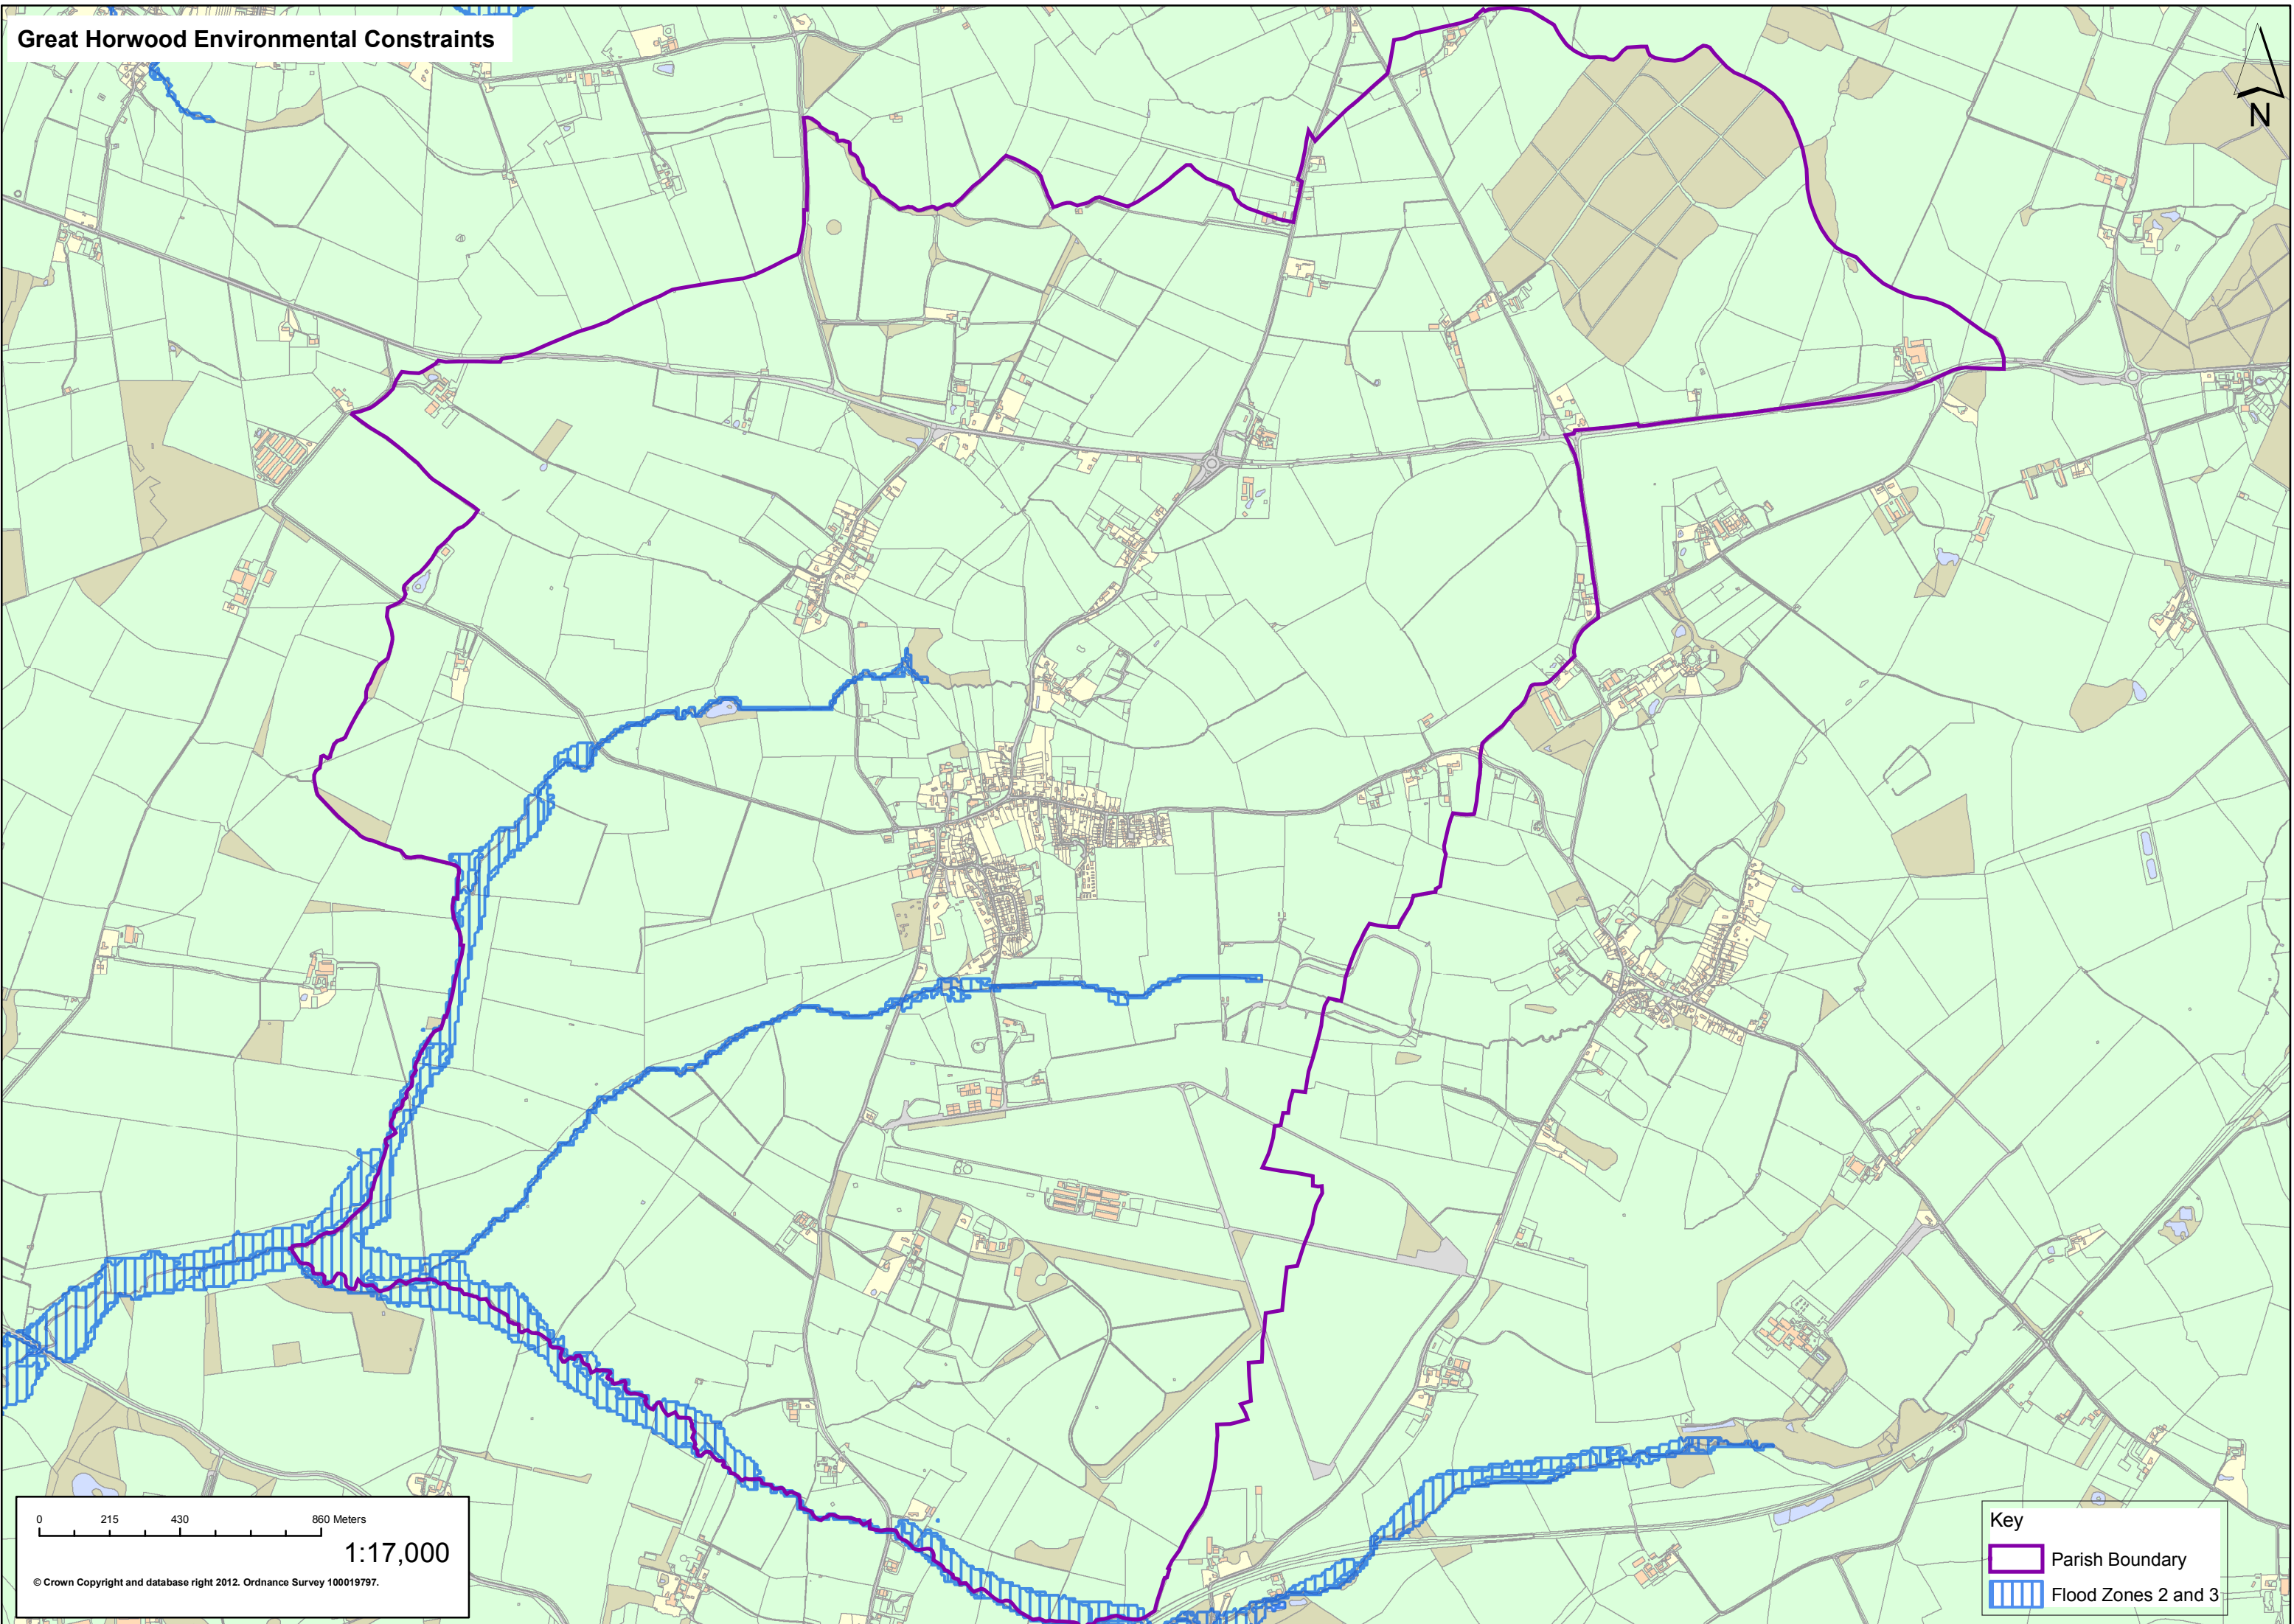 Great Horwood Environmental Constraints
N
0 215 430 860 Meters
1:17,000
© Crown Copyright and database right 2012. Ordnance Survey 100019797.
Key
Parish Boundary
Flood Zones 2 and 3